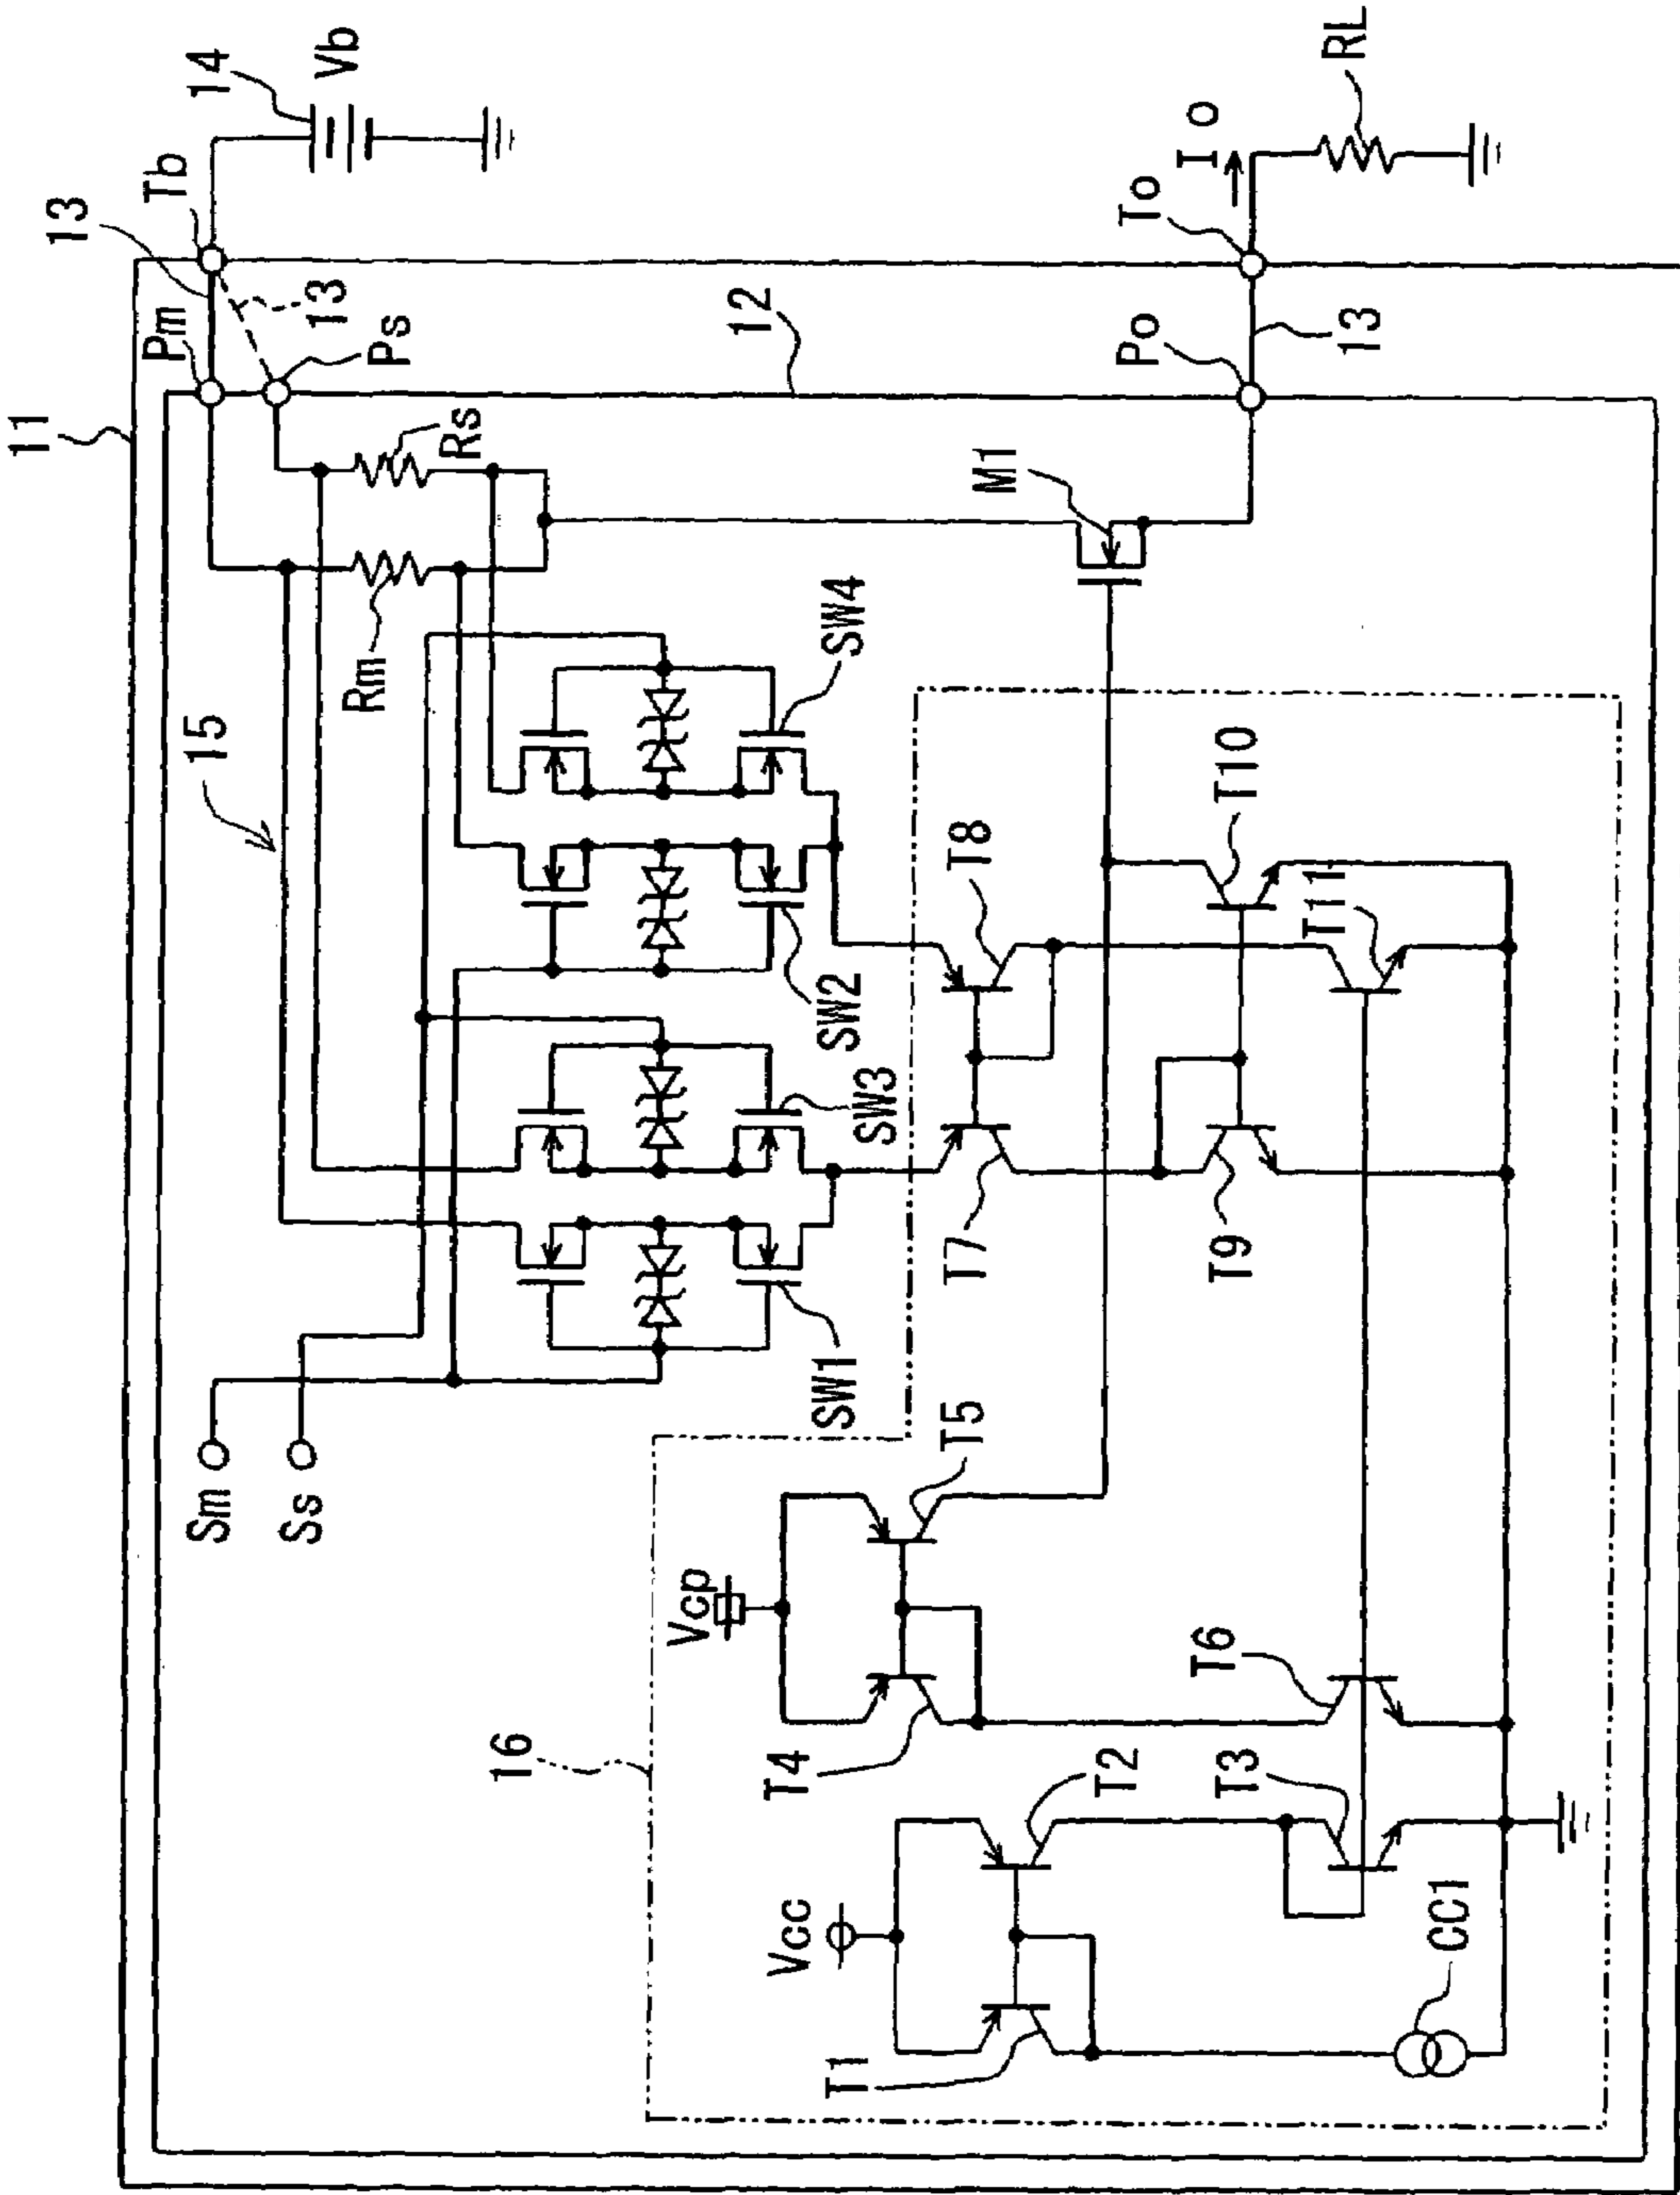 11
13
Tb
14
Vb
Pm
13
15
Sm
Ss
Rm
Rs
Ps
16
Vcp
12
Vcc
SW1
SW3
SW2
SW4
T1
T4
T5
T7
T8
M1
T2
Po
To
Io
T3
T6
T9
T10
T11
13
RL
CC1